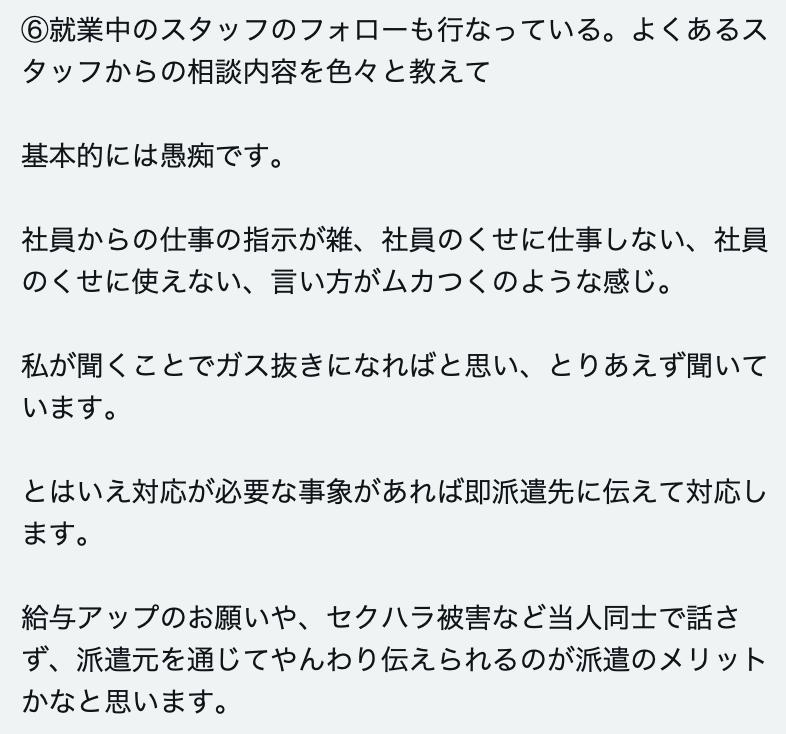 ⑥就業中のスタッフのフォローも行なっている。よくあるス
タッフからの相談内容を色々と教えて
基本的には愚痴です。
社員からの仕事の指示が雑、社員のくせに仕事しない、社員
のくせに使えない、言い方がムカつくのような感じ。
私が聞くことでガス抜きになればと思い、とりあえず聞いて
います。
とはいえ対応が必要な事象があれば即派遣先に伝えて対応し
ます。
給与アップのお願いや、セクハラ被害など当人同士で話さ
ず、派遣元を通じてやんわり伝えられるのが派遣のメリット
かなと思います。